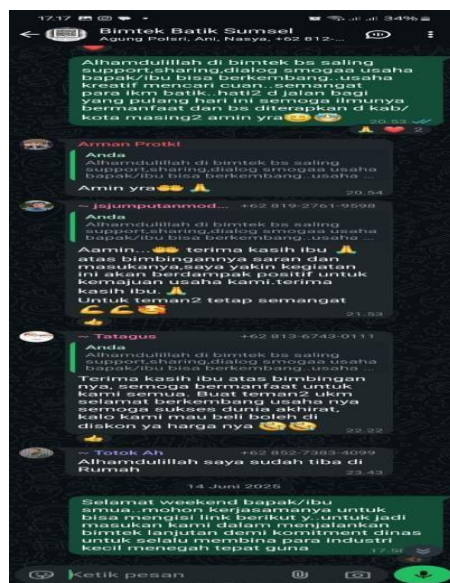 17.17
34%
Bimtek Batik Sumsel
Agung Polsri, Ani, Nasya, +62 812-...
Alhamdulillah di bimtek bs saling
support,sharing,dialog smogaa usaha
bapak/ibu bisa berkembang..usaha
kreatif mencari cuan..semangat
para ikm batik..hati2 d jalan bagi
yang pulang hari ini semoga ilmunya
bermanfaat dan bs diterapkan d kab/
kota masing2 amin yra
20.53
2
Arman Protki
Anda
Alhamdulillah di bimtek bs saling
support,sharing,dialog smogaa usaha
bapak/ibu bisa berkembang..usaha ...
Amin yra🤲 🙏
20.54
~ jsjumputanmod... +62 819-2761-9598
Anda
Alhamdulillah di bimtek bs saling
support,sharing,dialog smogaa usaha
bapak/ibu bisa berkembang..usaha ...
Aamin...🤲 terima kasih ibu 🙏
atas bimbingannya saran dan
masukanya,saya yakin kegiatan
ini akan berdampak positif untuk
kemajuan usaha kami.terima
kasih Ibu. 🙏
Untuk teman2 tetap semangat
💪💪🥰
21.53
~ Tatagus +62 813-6743-0111
Anda
Alhamdulillah di bimtek bs saling
support,sharing,dialog smogaa usaha
bapak/ibu bisa berkembang..usaha ...
Terima kasih ibu atas bimbingan
nya, semoga bermanfaat untuk
kami semua. Buat teman2 ukm
selamat berkembang usaha nya
semoga sukses dunia akhirat,
kalo kami mau beli boleh di
diskon ya harga nya
22.22
~ Totok Ah +62 852-7383-4099
Alhamdulillah saya sudah tiba di
Rumah
23.43
14 Juni 2025
Selamat weekend bapak/ibu
smua..mohon kerjasamanya untuk
bisa mengisi link berikut y..untuk jadi
masukan kami dalam menjalankan
bimtek lanjutan demi komitment dinas
untuk selalu membina para industri
kecil menegah tepat guna
Ketik pesan